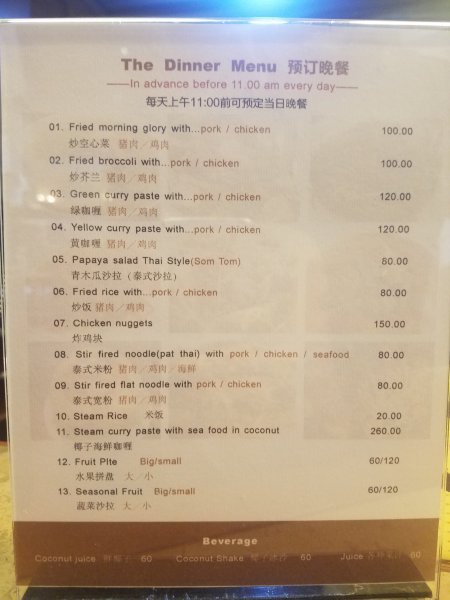 The Dinner Menu 预订晚餐
——In advance before 11.00 am every day——
每天上午11:00前可预定当日晚餐
01. Fried morning glory with...pork / chicken 100.00
炒空心菜 猪肉／鸡肉
02. Fried broccoli with...pork / chicken 100.00
炒芥兰 猪肉／鸡肉
03. Green curry paste with...pork / chicken 120.00
绿咖喱 猪肉／鸡肉
04. Yellow curry paste with...pork / chicken 120.00
黄咖喱 猪肉／鸡肉
05. Papaya salad Thai Style(Som Tom) 80.00
青木瓜沙拉 (泰式沙拉)
06. Fried rice with...pork / chicken 80.00
炒饭 猪肉／鸡肉
07. Chicken nuggets 150.00
炸鸡块
08. Stir fired noodle(pat thai) with pork / chicken / seafood 80.00
泰式米粉 猪肉／鸡肉／海鲜
09. Stir fired flat noodle with pork / chicken 80.00
泰式宽粉 猪肉／鸡肉
10. Steam Rice 米饭 20.00
11. Steam curry paste with sea food in coconut 260.00
椰子海鲜咖喱
12. Fruit Plte Big/small 60/120
水果拼盘 大／小
13. Seasonal Fruit Big/small 60/120
蔬菜沙拉 大／小
Beverage
Coconut juice 鲜椰子 60 Coconut Shake 椰子冰沙 60 Juice 各种果汁 60